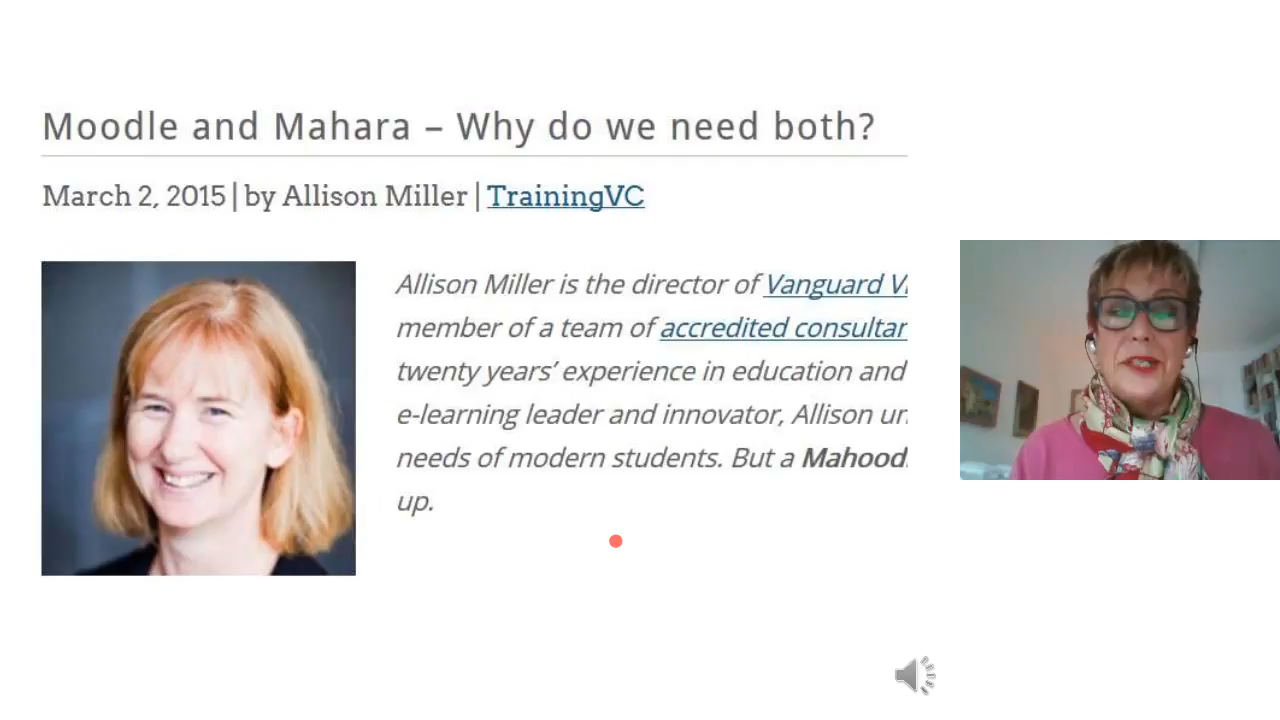 Moodle and Mahara – Why do we need both?
March 2, 2015 | by Allison Miller | TrainingVC
Allison Miller is the director of Vanguard
member of a team of accredited
twenty years’ experience in education and
e-learning leader and innovator, Allison
needs of modern students. But a
up.